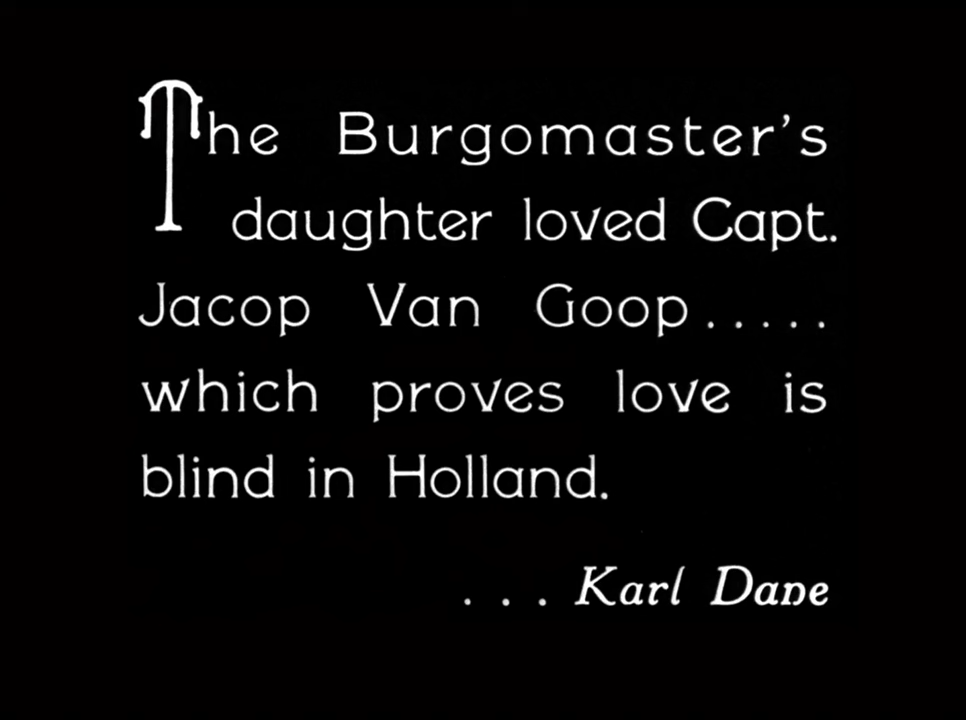 The Burgomaster's
daughter loved Capt.
Jacop Van Goop.....
which proves love is
blind in Holland.
... Karl Dane